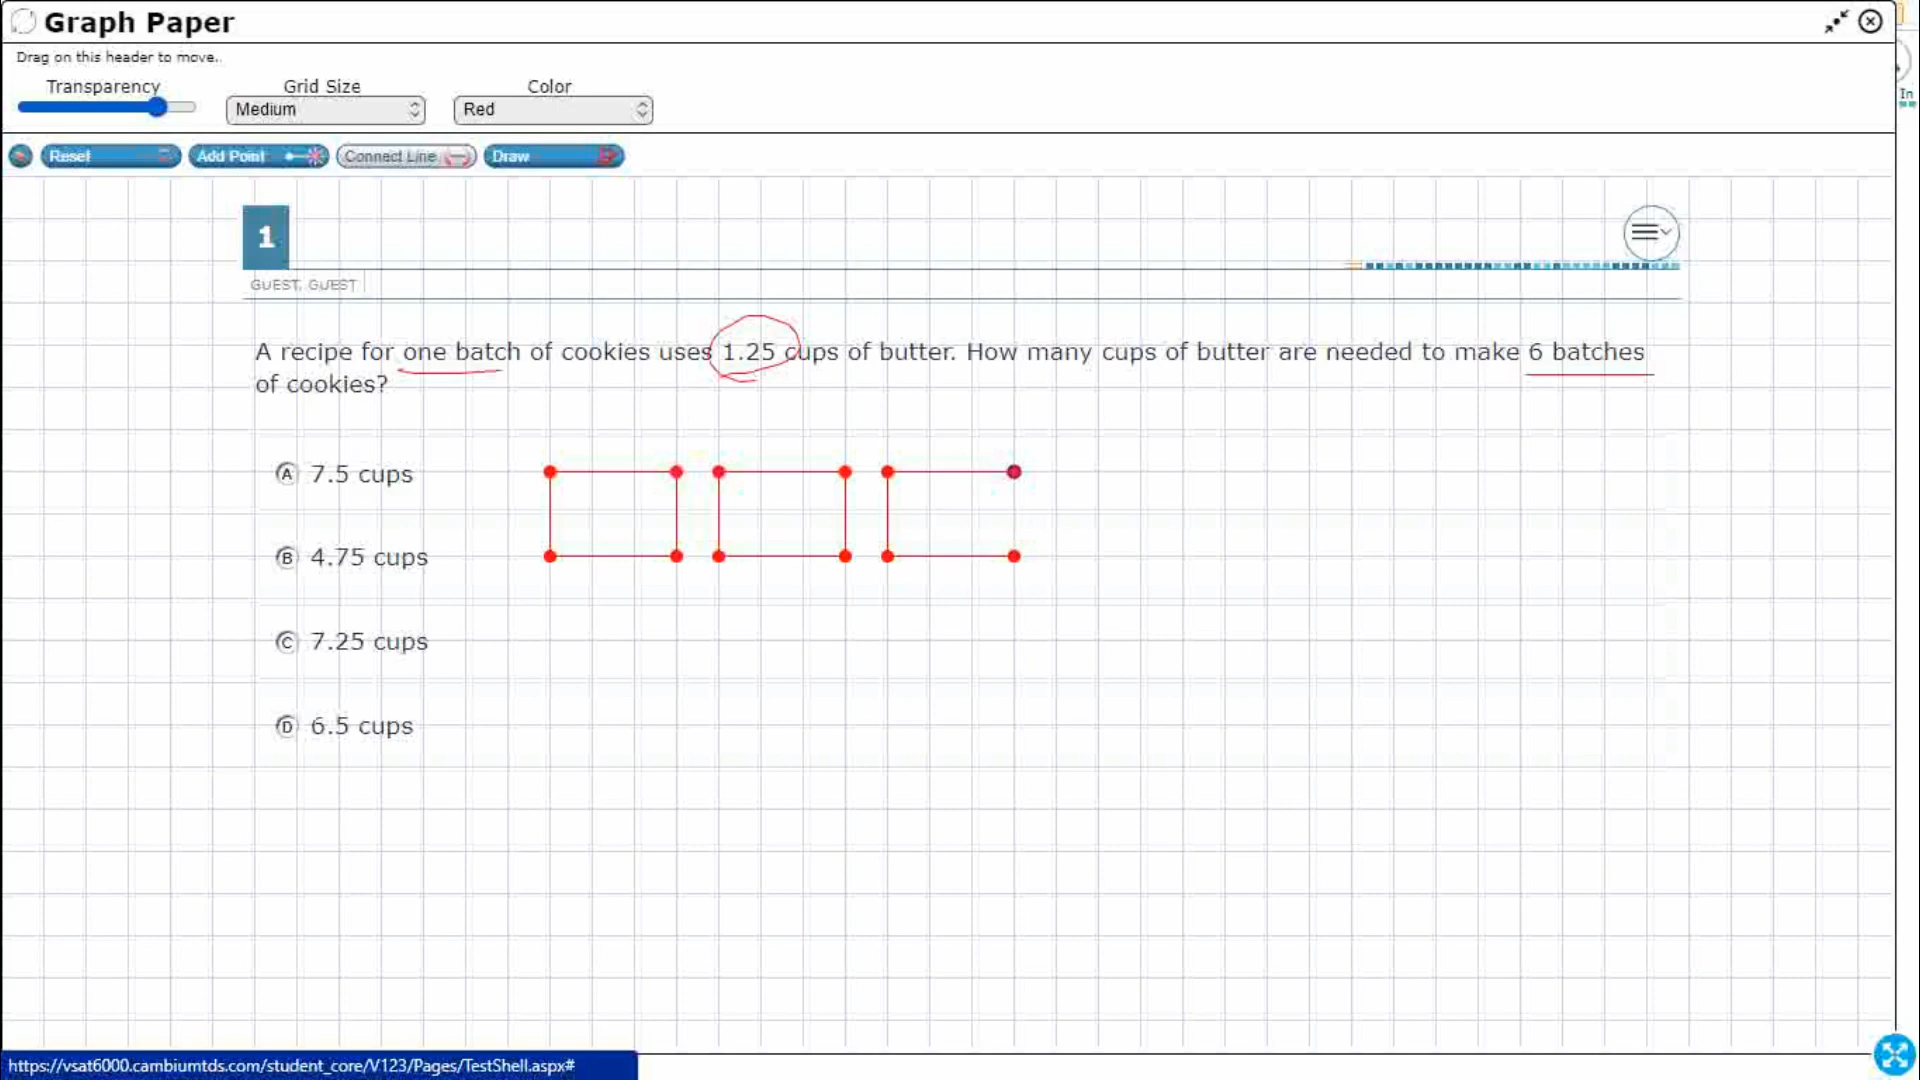 Graph Paper
Drag on this header to move..
Transparency Grid Size Color
Medium Red
Reset Add Point Connect Line Draw
In
1
GUEST, GUEST
A recipe for one batch of cookies uses 1.25 cups of butter. How many cups of butter are needed to make 6 batches
of cookies?
A 7.5 cups
B 4.75 cups
C 7.25 cups
D 6.5 cups
https://vsat6000.cambiumtds.com/student_core/V123/Pages/TestShell.aspx#